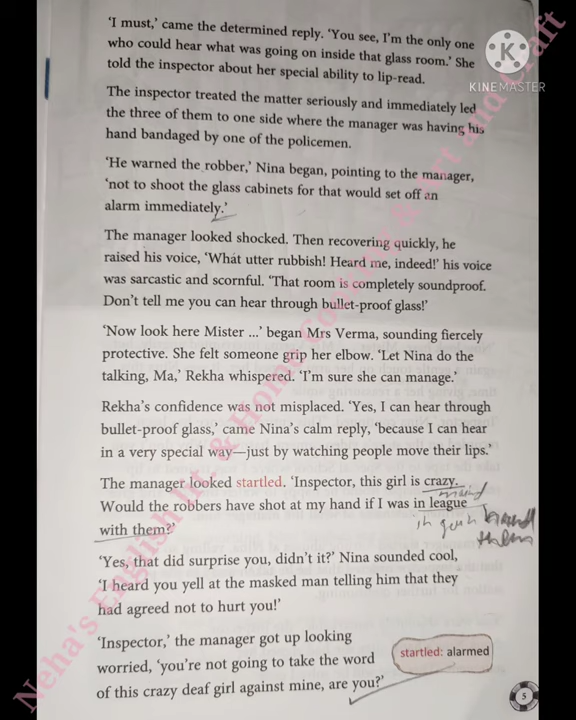 'I must,' came the determined reply. 'You see, I'm the only one
who could hear what was going on inside that glass room.' She
told the inspector about her special ability to lip-read.
K
KINEMASTER
The inspector treated the matter seriously and immediately led
the three of them to one side where the manager was having his
hand bandaged by one of the policemen.
'He warned the robber,' Nina began, pointing to the manager,
'not to shoot the glass cabinets for that would set off an
alarm immediately.'
The manager looked shocked. Then recovering quickly, he
raised his voice, 'What utter rubbish! Heard me, indeed!' his voice
was sarcastic and scornful. 'That room is completely soundproof.
Don't tell me you can hear through bullet-proof glass!'
'Now look here Mister ...' began Mrs Verma, sounding fiercely
protective. She felt someone grip her elbow. 'Let Nina do the
talking, Ma,' Rekha whispered. 'I'm sure she can manage.'
Rekha's confidence was not misplaced. 'Yes, I can hear through
bullet-proof glass,' came Nina's calm reply, 'because I can hear
in a very special way—just by watching people move their lips.'
The manager looked startled. 'Inspector, this girl is crazy.
Would the robbers have shot at my hand if I was in league
with them?'
'Yes, that did surprise you, didn't it?' Nina sounded cool,
'I heard you yell at the masked man telling him that they
had agreed not to hurt you!'
'Inspector,' the manager got up looking
worried, 'you're not going to take the word
of this crazy deaf girl against mine, are you?'
startled: alarmed
5